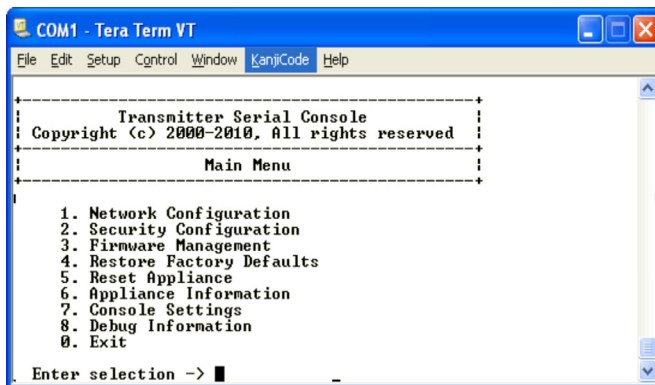 COM1 - Tera Term VT
File Edit Setup Control Window KanjiCode Help
Transmitter Serial Console
Copyright (c) 2000-2010, All rights reserved
Main Menu
1. Network Configuration
2. Security Configuration
3. Firmware Management
4. Restore Factory Defaults
5. Reset Appliance
6. Appliance Information
7. Console Settings
8. Debug Information
0. Exit
Enter selection ->